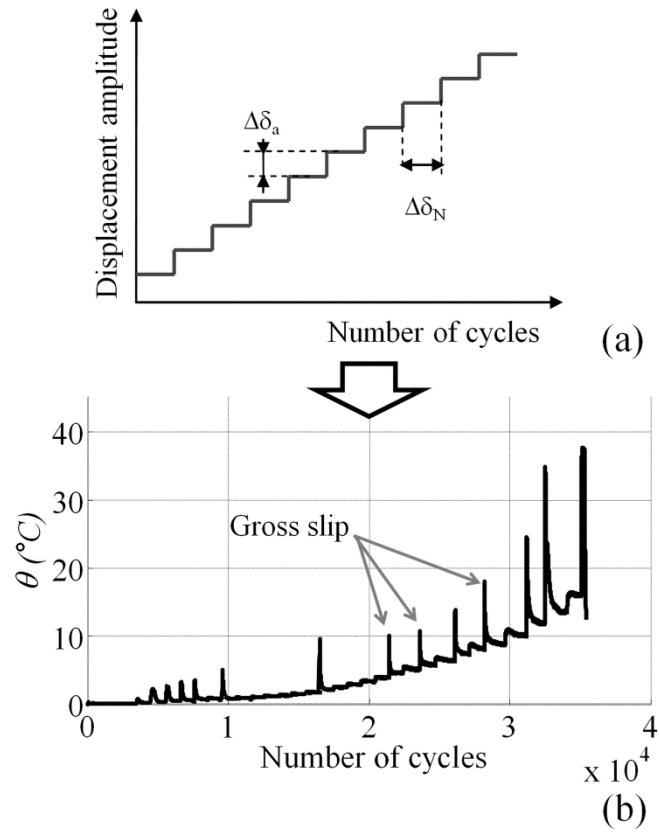 Displacement amplitude
Δδa
ΔδN
Number of cycles
(a)
θ (°C)
40
30
20
10
0
Gross slip
0
1
2
3
4
Number of cycles
x 10^4
(b)